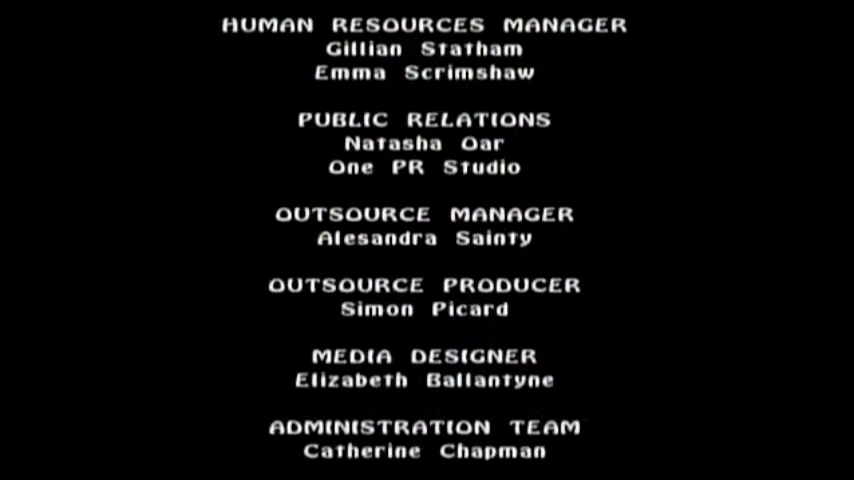 HUMAN RESOURCES MANAGER
Gillian Statham
Emma Scrimshaw
PUBLIC RELATIONS
Natasha Oar
One PR Studio
OUTSOURCE MANAGER
Alesandra Sainty
OUTSOURCE PRODUCER
Simon Picard
MEDIA DESIGNER
Elizabeth Ballantyne
ADMINISTRATION TEAM
Catherine Chapman